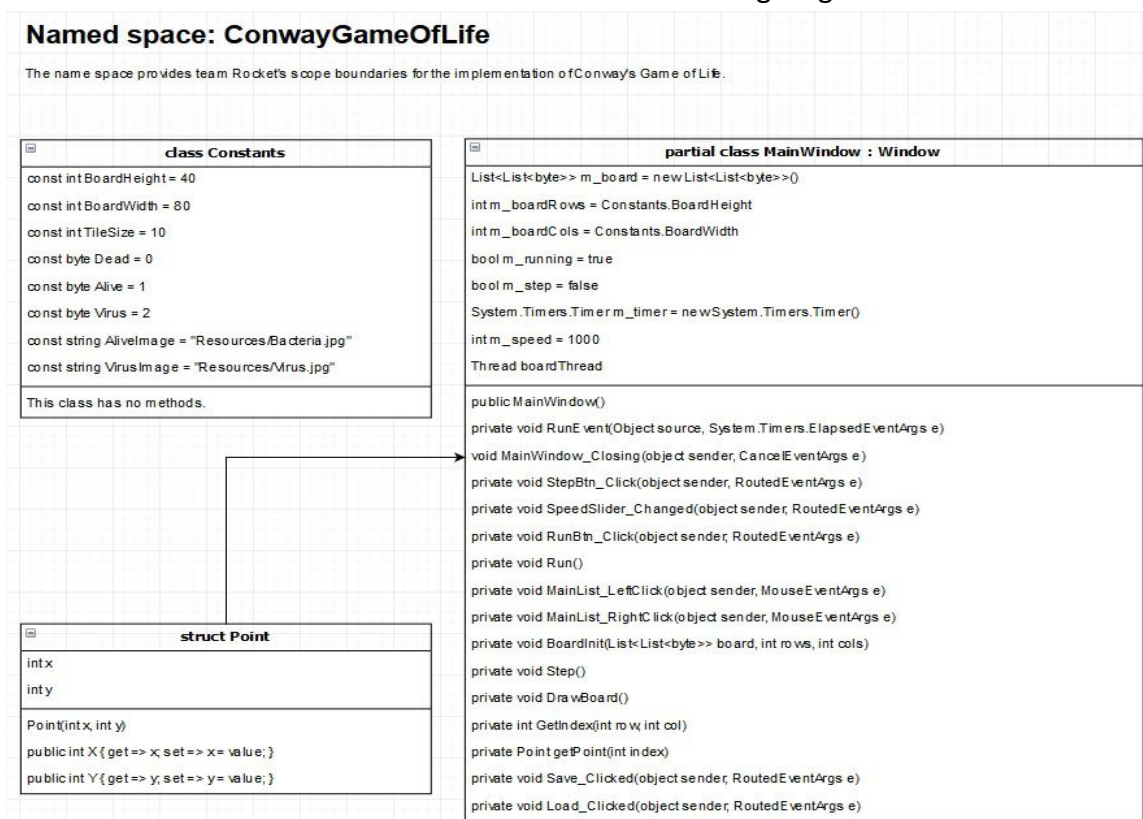 Named space: ConwayGameOfLife
The name space provides team Rocket's scope boundaries for the implementation of Conway's Game of Life.
class Constants
const int BoardHeight = 40
const int BoardWidth = 80
const int TileSize = 10
const byte Dead = 0
const byte Alive = 1
const byte Virus = 2
const string AliveImage = "Resources/Bacteria.jpg"
const string VirusImage = "Resources/Virus.jpg"
This class has no methods.
partial class MainWindow : Window
List<List<byte>> m_board = new List<List<byte>>()
int m_boardRows = Constants.BoardHeight
int m_boardCols = Constants.BoardWidth
bool m_running = true
bool m_step = false
System.Timers.Timer m_timer = new System.Timers.Timer()
int m_speed = 1000
Thread boardThread
public MainWindow()
private void RunEvent(Object source, System.Timers.ElapsedEventArgs e)
void MainWindow_Closing(object sender, CancelEventArgs e)
private void StepBtn_Click(object sender, RoutedEventArgs e)
private void SpeedSlider_Changed(object sender, RoutedEventArgs e)
private void RunBtn_Click(object sender, RoutedEventArgs e)
private void Run()
private void MainList_LeftClick(object sender, MouseEventArgs e)
private void MainList_RightClick(object sender, MouseEventArgs e)
private void BoardInit(List<List<byte>> board, int rows, int cols)
private void Step()
private void DrawBoard()
private int GetIndex(int row, int col)
private Point getPoint(int index)
private void Save_Clicked(object sender, RoutedEventArgs e)
private void Load_Clicked(object sender, RoutedEventArgs e)
struct Point
int x
int y
Point(int x, int y)
public int X { get => x; set => x = value; }
public int Y { get => y; set => y = value; }